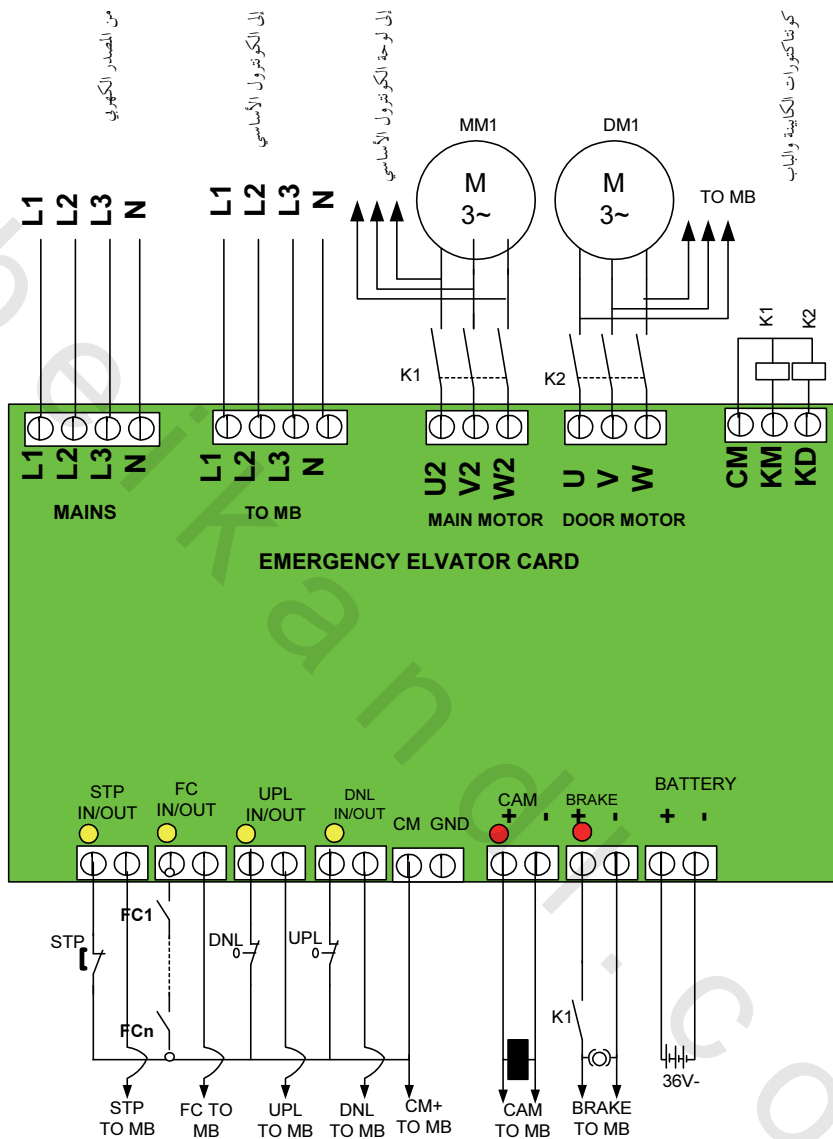 من المصدر الكهربي
إلى الكونترول الأساسي
إلى لوحة الكونترول الأساسي
كونتاكتورات الكابينة والباب
MM1
DM1
M
3~
M
3~
TO MB
L1 L2 L3 N
L1 L2 L3 N
K1
K2
K1
K2
L1 L2 L3 N
L1 L2 L3 N
U2 V2 W2
U V W
CM KM KD
MAINS
TO MB
MAIN MOTOR
DOOR MOTOR
EMERGENCY ELVATOR CARD
STP
IN/OUT
FC
IN/OUT
UPL
IN/OUT
DNL
IN/OUT
CM GND
CAM
+ -
BRAKE
+ -
BATTERY
+ -
STP
FC1
FCn
DNL
UPL
K1
36V-
STP
TO MB
FC TO
MB
UPL
TO MB
DNL
TO MB
CM+
TO MB
CAM
TO MB
BRAKE
TO MB
beikandl.co